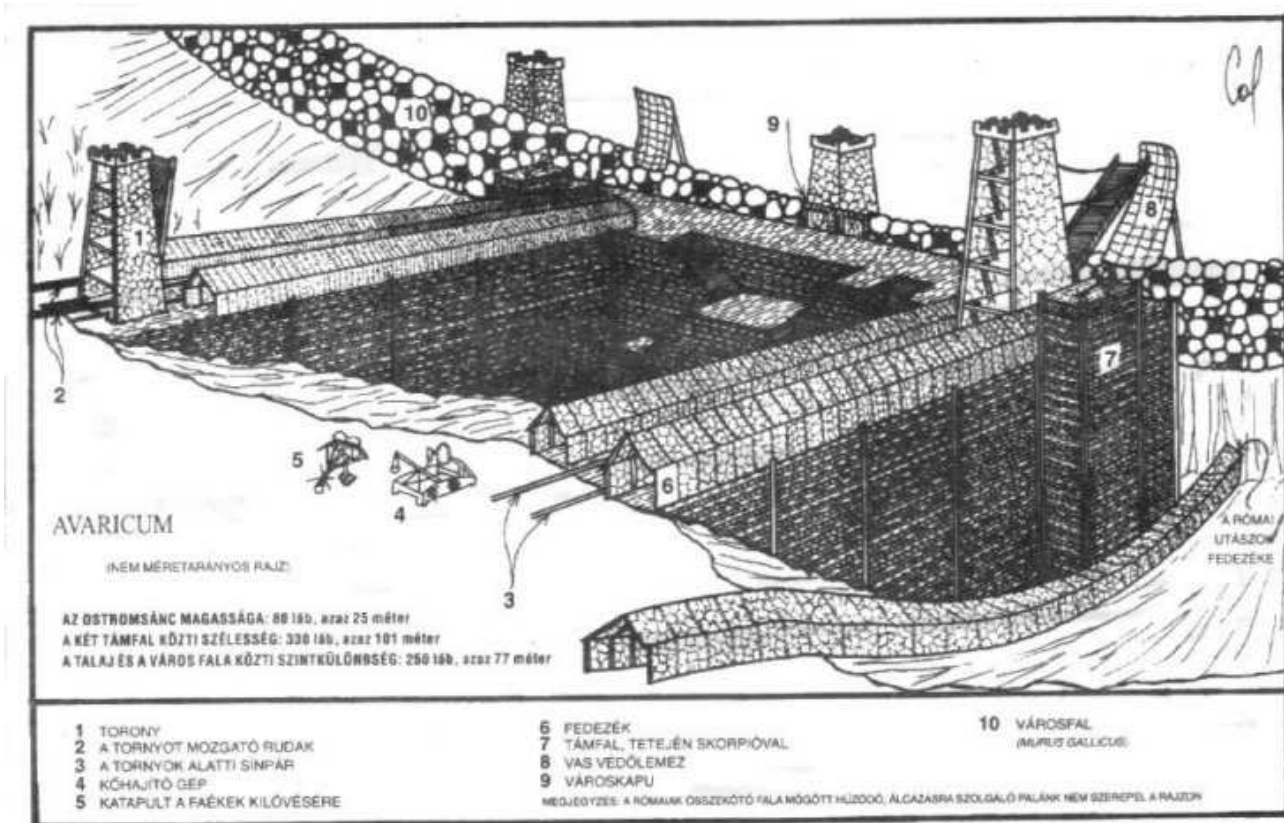 Col
10
9
8
1
7
2
5
4
6
3
AVARICUM
(NEM MÉRETARÁNYOS RAJZ)
A RÓMAI
UTÁSZOK
FEDEZÉKE
AZ OSTROMSÁNC MAGASSÁGA: 80 láb, azaz 25 méter
A KÉT TÁMFAL KÖZTI SZÉLESSÉG: 330 láb, azaz 101 méter
A TALAJ ÉS A VÁROS FALA KÖZTI SZINTKÜLÖNBSÉG: 250 láb, azaz 77 méter
1 TORONY
2 A TORNYOT MOZGATÓ RUDAK
3 A TORNYOK ALATTI SÍNPÁR
4 KŐHAJÍTÓ GÉP
5 KATAPULT A FAÉKEK KILÖVÉSÉRE
6 FEDEZÉK
7 TÁMFAL, TETEJÉN SKORPIÓVAL
8 VAS VÉDŐLEMEZ
9 VÁROSKAPU
10 VÁROSFAL
(MURUS GALLICUS)
MEGJEGYZÉS: A RÓMAIAK ÖSSZEKÖTŐ FALA MÖGÖTT HÚZÓDÓ, ÁLCÁZÁSRA SZOLGÁLÓ PALÁNK NEM SZEREPEL A RAJZON